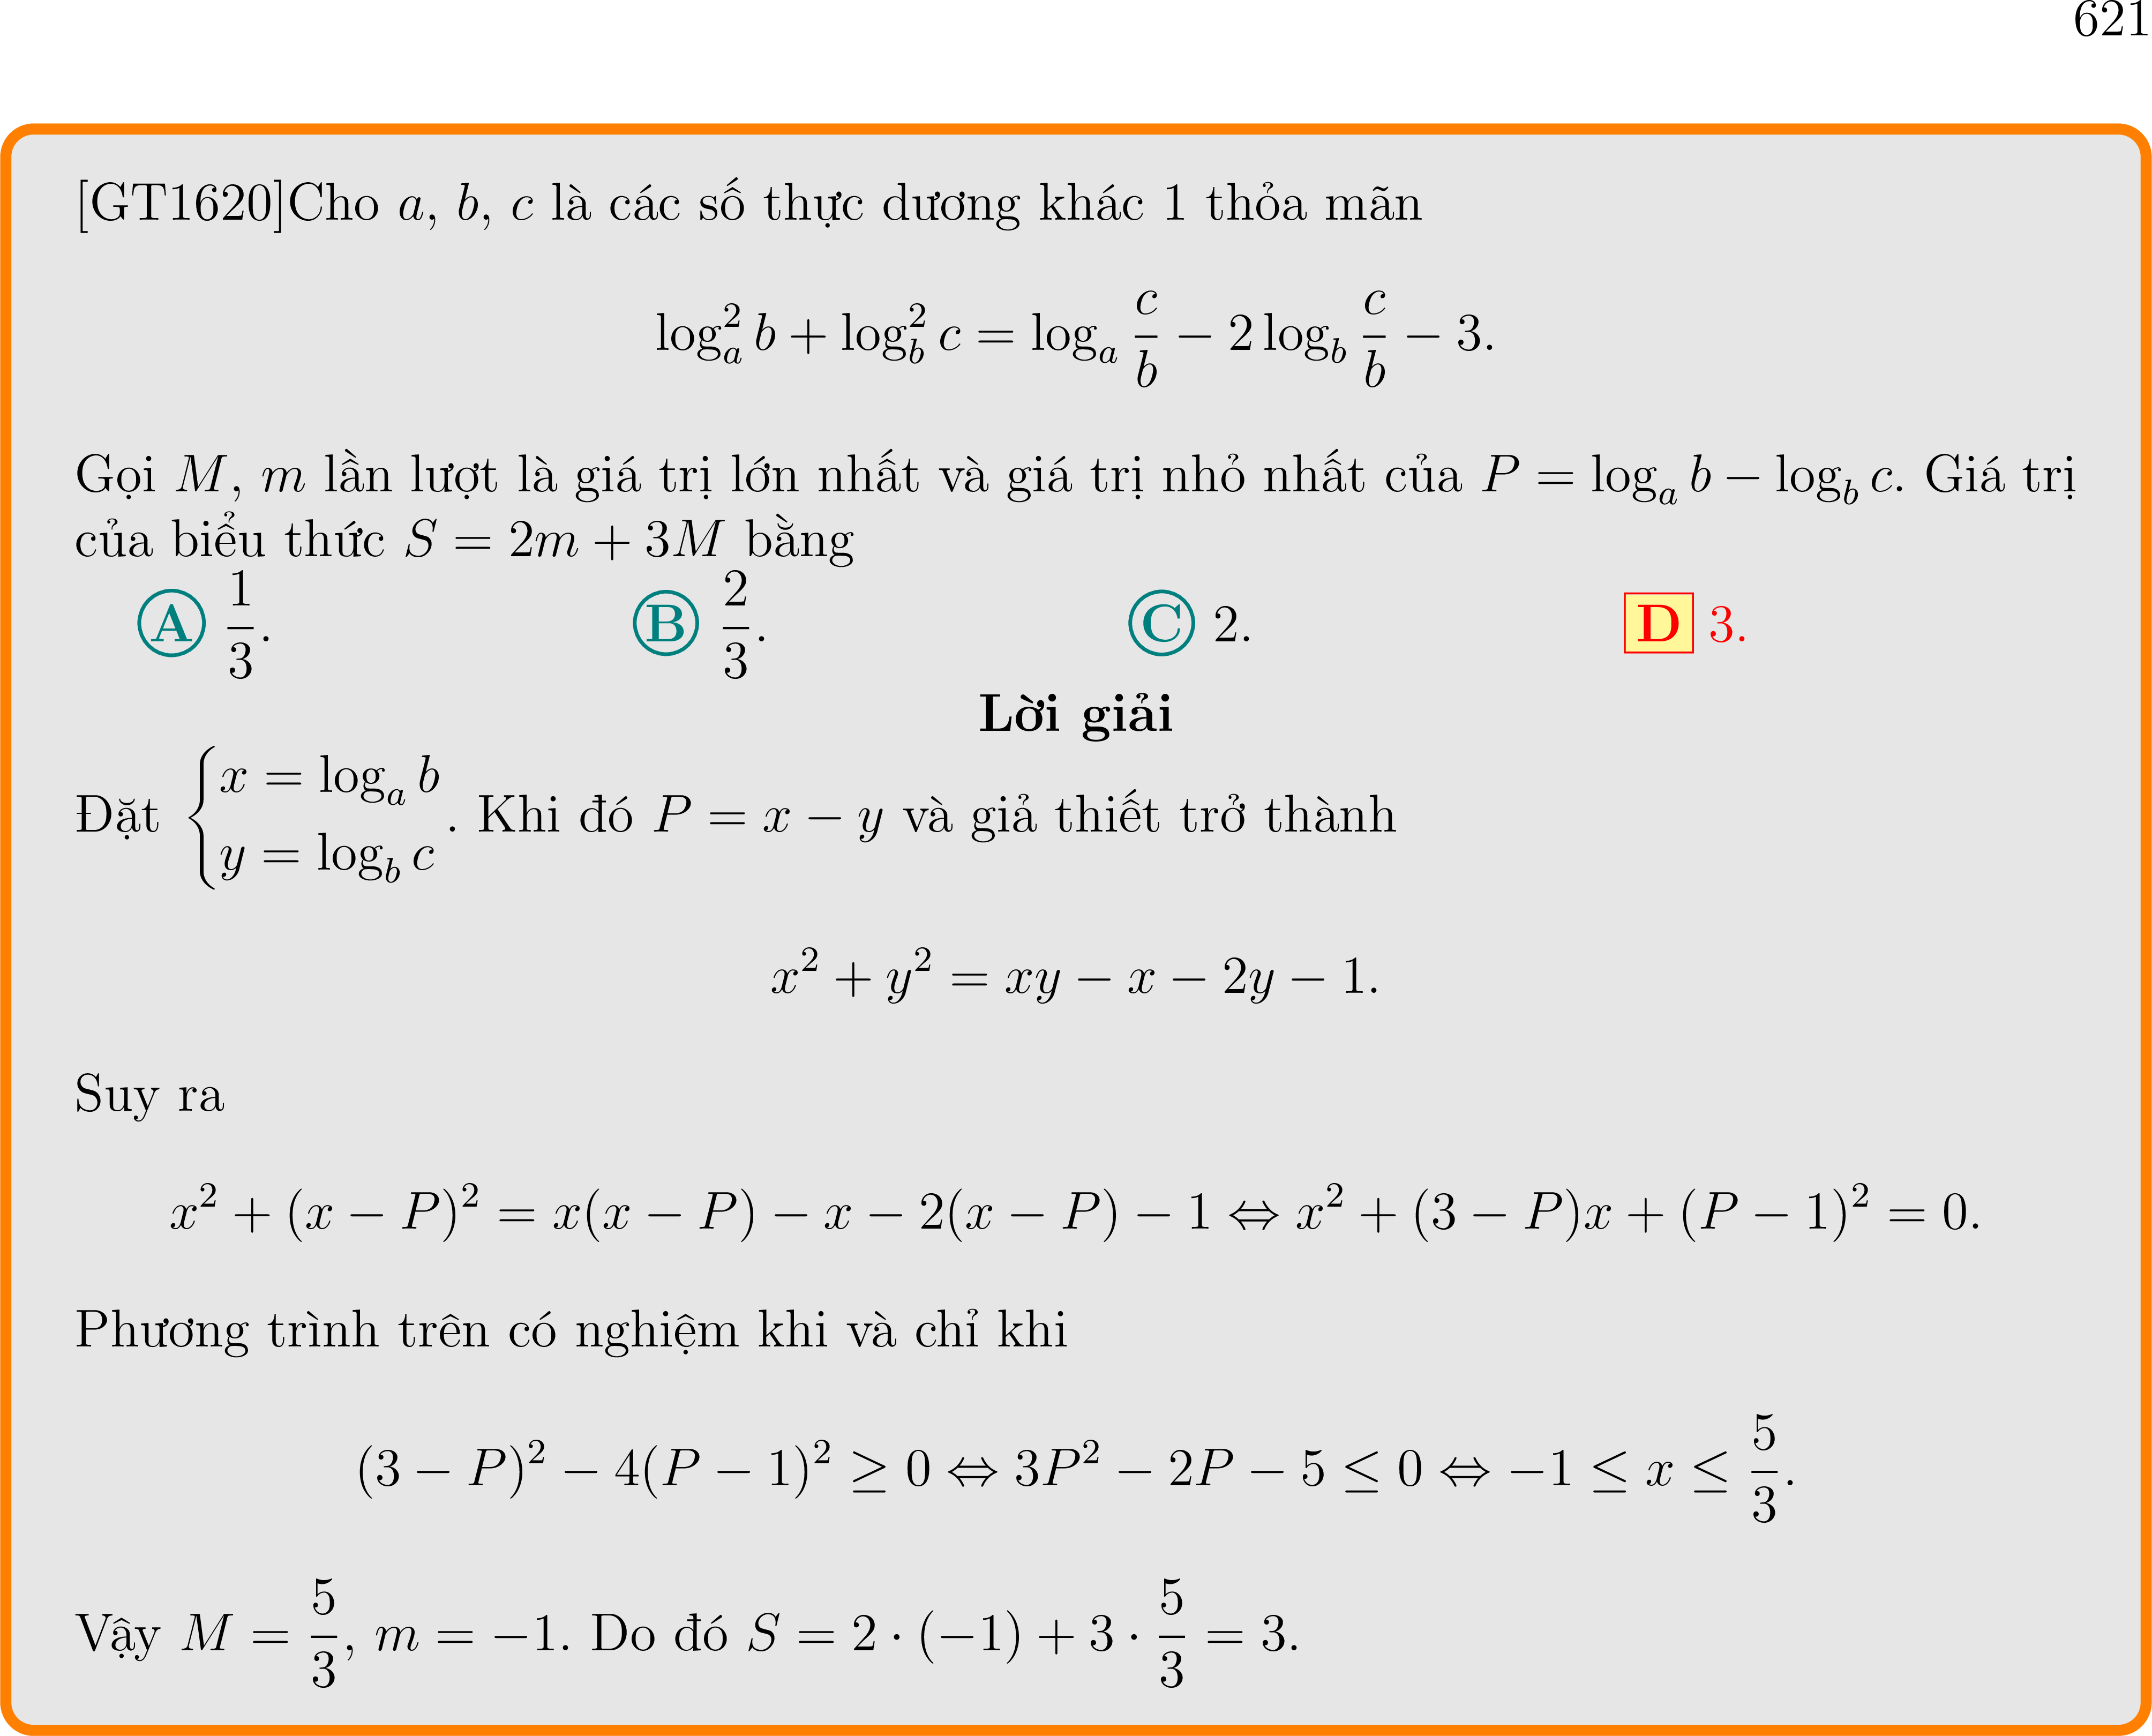 621
[GT1620]Cho a, b, c là các số thực dương khác 1 thỏa mãn
$\log_a^2 b + \log_b^2 c = \log_a \frac{c}{b} - 2\log_b \frac{c}{b} - 3.$
Gọi M, m lần lượt là giá trị lớn nhất và giá trị nhỏ nhất của $P = \log_a b - \log_b c$. Giá trị
của biểu thức $S = 2m + 3M$ bằng
A $\frac{1}{3}$. B $\frac{2}{3}$. C 2. D 3.
Lời giải
Đặt $\begin{cases} x = \log_a b \\ y = \log_b c \end{cases}$. Khi đó $P = x - y$ và giả thiết trở thành
$x^2 + y^2 = xy - x - 2y - 1.$
Suy ra
$x^2 + (x - P)^2 = x(x - P) - x - 2(x - P) - 1 \Leftrightarrow x^2 + (3 - P)x + (P - 1)^2 = 0.$
Phương trình trên có nghiệm khi và chỉ khi
$(3 - P)^2 - 4(P - 1)^2 \geq 0 \Leftrightarrow 3P^2 - 2P - 5 \leq 0 \Leftrightarrow -1 \leq x \leq \frac{5}{3}.$
Vậy $M = \frac{5}{3}$, $m = -1$. Do đó $S = 2 \cdot (-1) + 3 \cdot \frac{5}{3} = 3.$